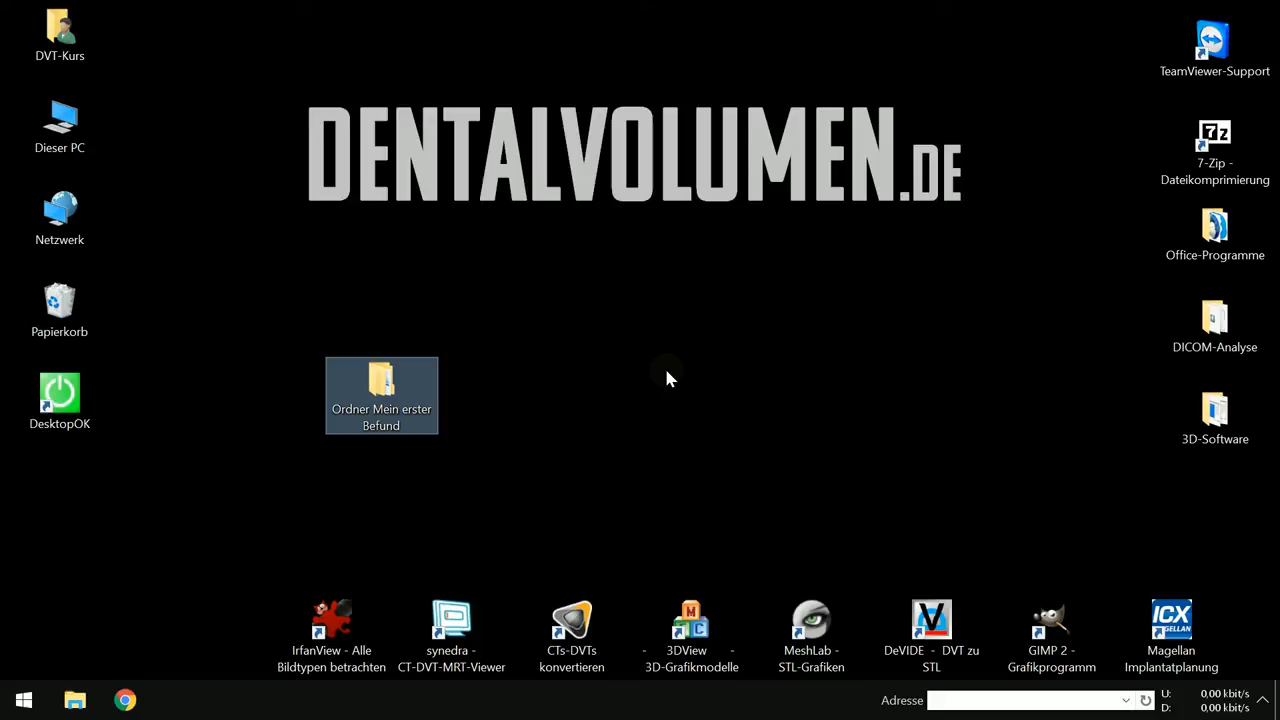 DVT-Kurs
Dieser PC
Netzwerk
Papierkorb
DesktopOK
DENTALVOLUMEN.DE
Ordner Mein erster
Befund
TeamViewer-Support
7z
7-Zip -
Dateikomprimierung
Office-Programme
DICOM-Analyse
3D-Software
IrfanView - Alle
Bildtypen betrachten
synedra -
CT-DVT-MRT-Viewer
CTs-DVTs
konvertieren
M
C
- 3DView -
3D-Grafikmodelle
MeshLab -
STL-Grafiken
V
DeVIDE - DVT zu
STL
GIMP 2 -
Grafikprogramm
ICX
MAGELLAN
Magellan
Implantatplanung
Adresse
U: 0,00 kbit/s
D: 0,00 kbit/s